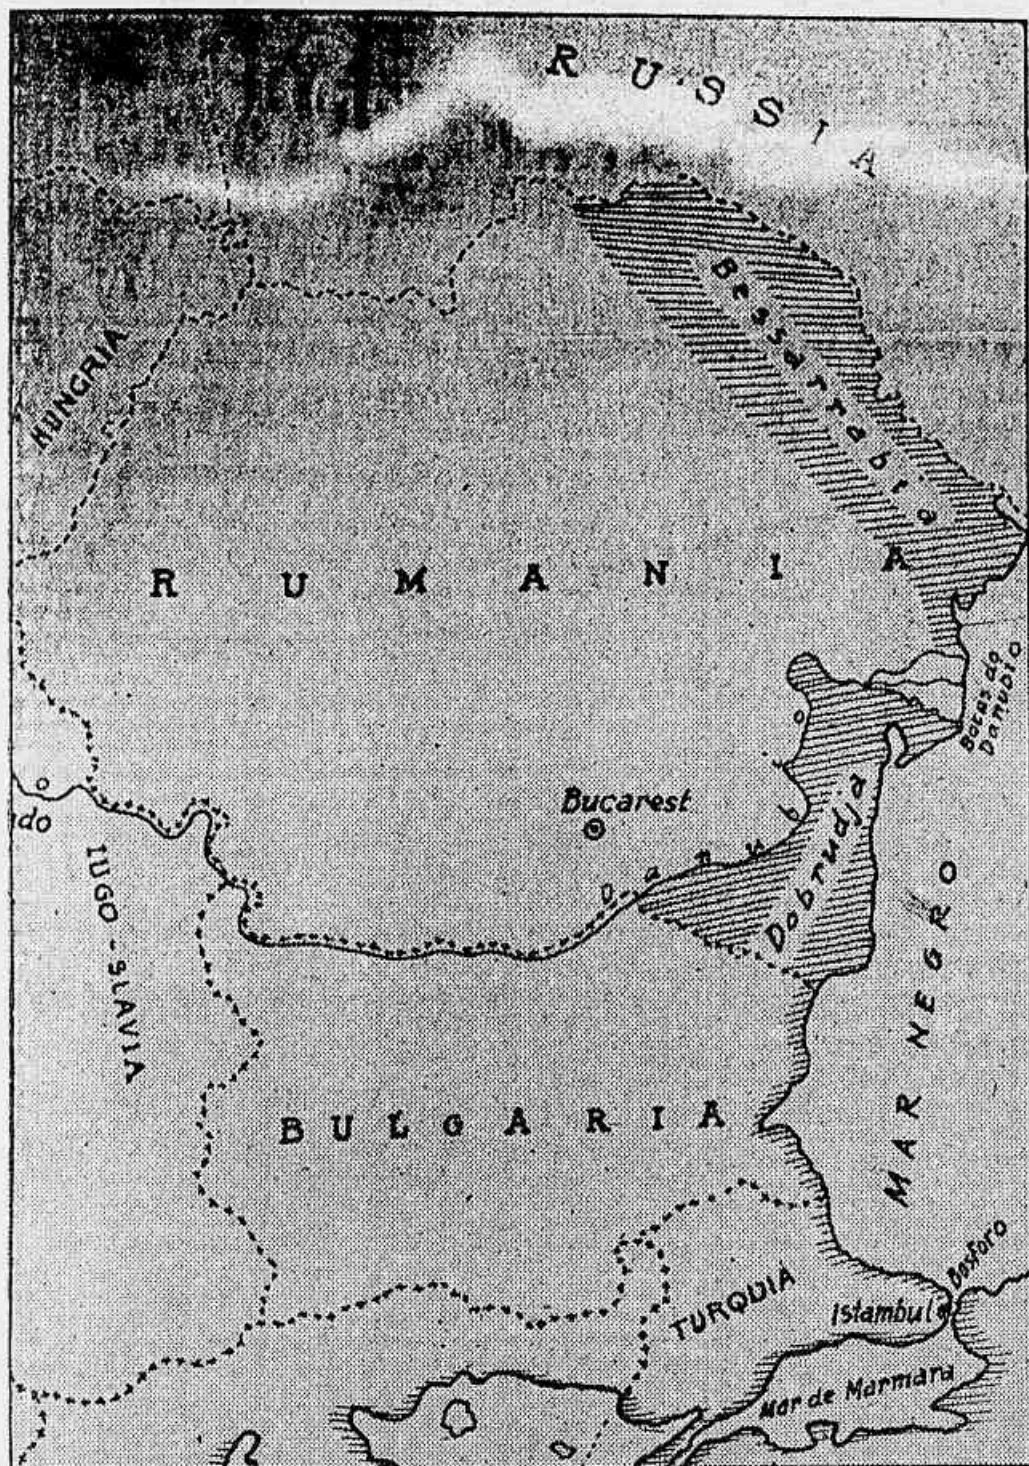 RUSSIA
HUNGRIA
Bessarrabia
RUMANIA
Bocas do
Danubio
Bucarest
Danubio
Dobrudja
IUGO-SLAVIA
MAR NEGRO
BULGARIA
Bosforo
TURQUIA
Istambul
Mar de Marmara